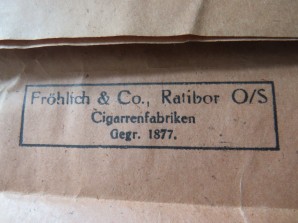 Fröhlich & Co., Ratibor O/S
Cigarrenfabriken
Gegr. 1877.